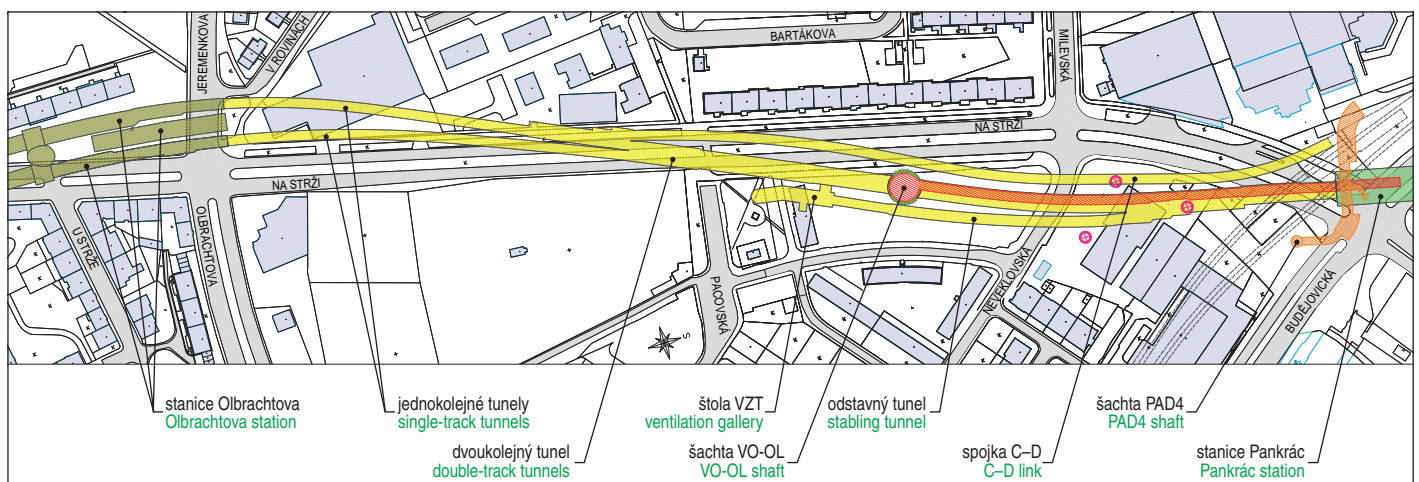 JEREMENKOVA
V ROVINÁCH
BARTÁKOVA
MILEVSKÁ
NA STRŽI
NA STRŽI
U STRŽE
OLBRACHTOVA
PACOVSKÁ
S
NEVEKLOVSKÁ
BUDĚJOVICKÁ
stanice Olbrachtova
Olbrachtova station
jednokolejné tunely
single-track tunnels
štola VZT
ventilation gallery
odstavný tunel
stabling tunnel
šachta PAD4
PAD4 shaft
dvoukolejný tunel
double-track tunnels
šachta VO-OL
VO-OL shaft
spojka C–D
C–D link
stanice Pankrác
Pankrác station